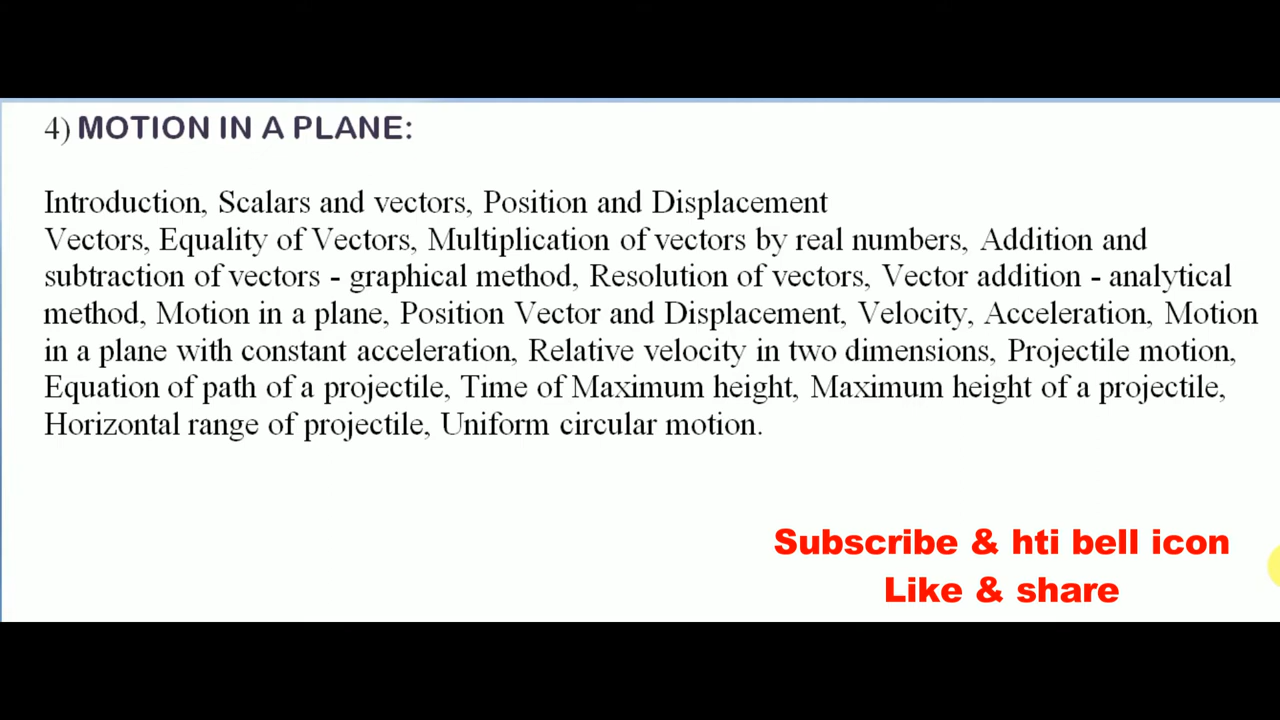 4) MOTION IN A PLANE:
Introduction, Scalars and vectors, Position and Displacement
Vectors, Equality of Vectors, Multiplication of vectors by real numbers, Addition and
subtraction of vectors - graphical method, Resolution of vectors, Vector addition - analytical
method, Motion in a plane, Position Vector and Displacement, Velocity, Acceleration, Motion
in a plane with constant acceleration, Relative velocity in two dimensions, Projectile motion,
Equation of path of a projectile, Time of Maximum height, Maximum height of a projectile,
Horizontal range of projectile, Uniform circular motion.
Subscribe & hti bell icon
Like & share